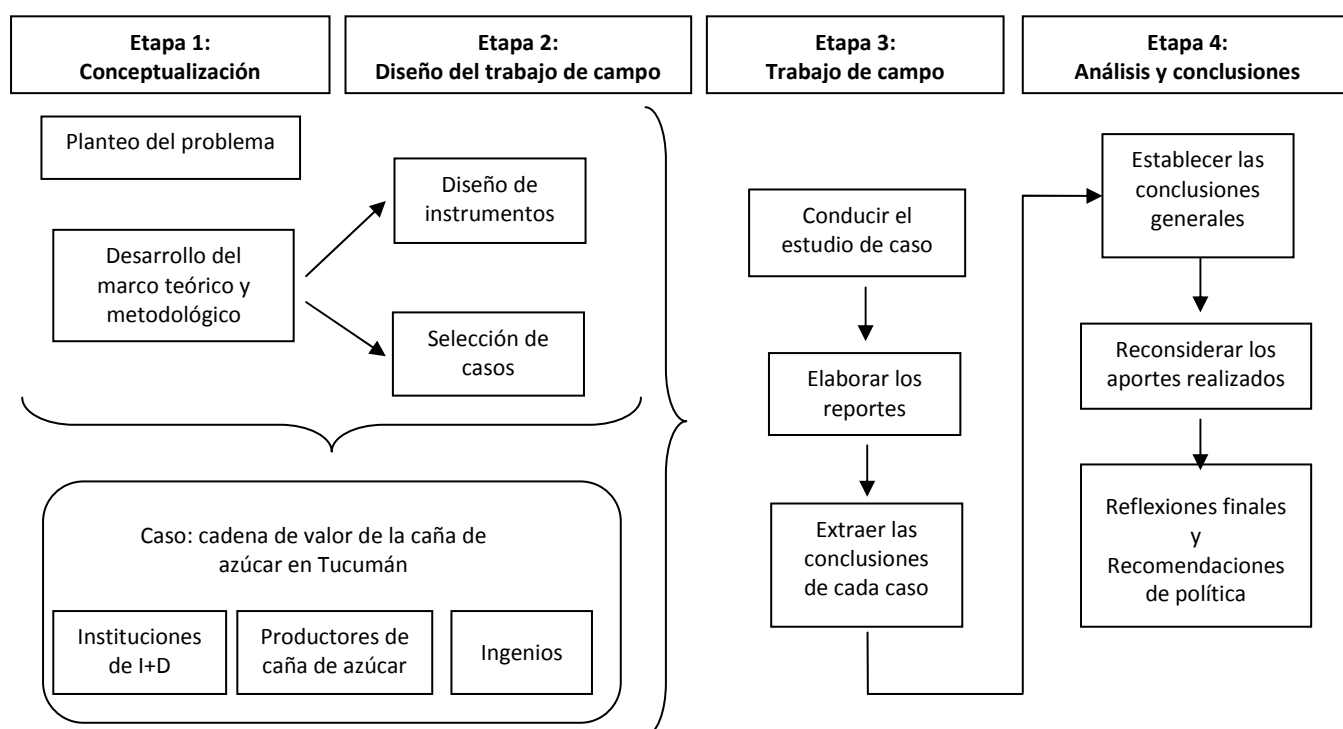 Etapa 1:
Conceptualización
Etapa 2:
Diseño del trabajo de campo
Etapa 3:
Trabajo de campo
Etapa 4:
Análisis y conclusiones
Planteo del problema
Desarrollo del
marco teórico y
metodológico
Diseño de
instrumentos
Selección de
casos
Caso: cadena de valor de la caña de
azúcar en Tucumán
Instituciones
de I+D
Productores de
caña de azúcar
Ingenios
Conducir el
estudio de caso
Elaborar los
reportes
Extraer las
conclusiones
de cada caso
Establecer las
conclusiones
generales
Reconsiderar los
aportes realizados
Reflexiones finales
y
Recomendaciones
de política